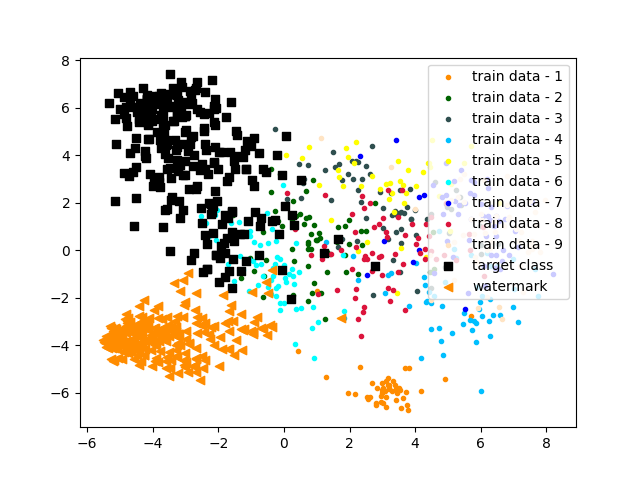 8
6
4
2
0
−2
−4
−6
−6
−4
−2
0
2
4
6
8
train data - 1
train data - 2
train data - 3
train data - 4
train data - 5
train data - 6
train data - 7
train data - 8
train data - 9
target class
watermark